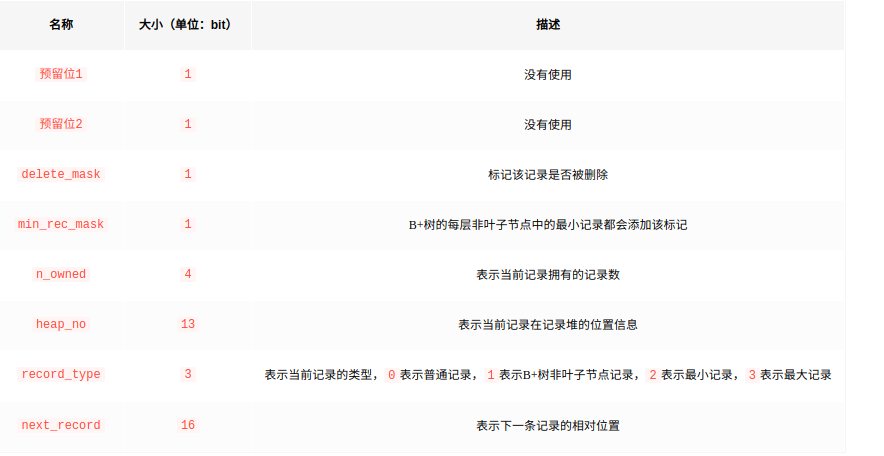 名称 大小（单位：bit） 描述
预留位1 1 没有使用
预留位2 1 没有使用
delete_mask 1 标记该记录是否被删除
min_rec_mask 1 B+树的每层非叶子节点中的最小记录都会添加该标记
n_owned 4 表示当前记录拥有的记录数
heap_no 13 表示当前记录在记录堆的位置信息
record_type 3 表示当前记录的类型，0表示普通记录，1表示B+树非叶子节点记录，2表示最小记录，3表示最大记录
next_record 16 表示下一条记录的相对位置